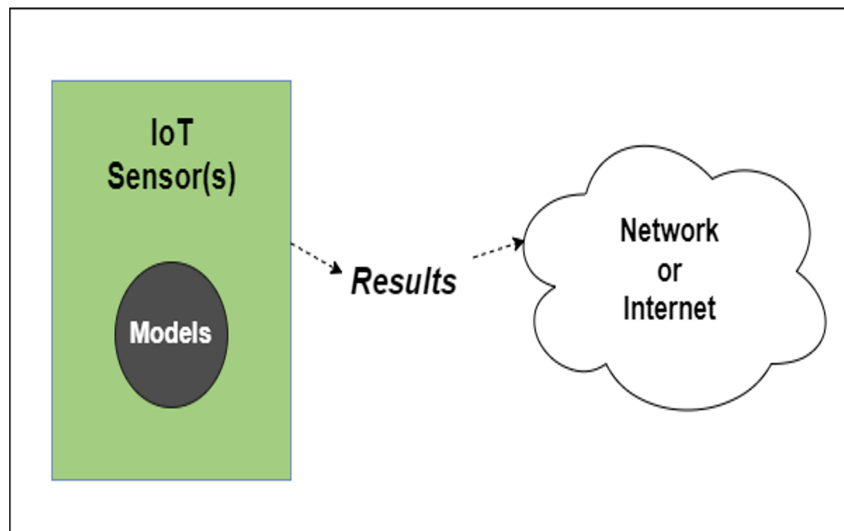 IoT
Sensor(s)
Models
Results
Network
or
Internet